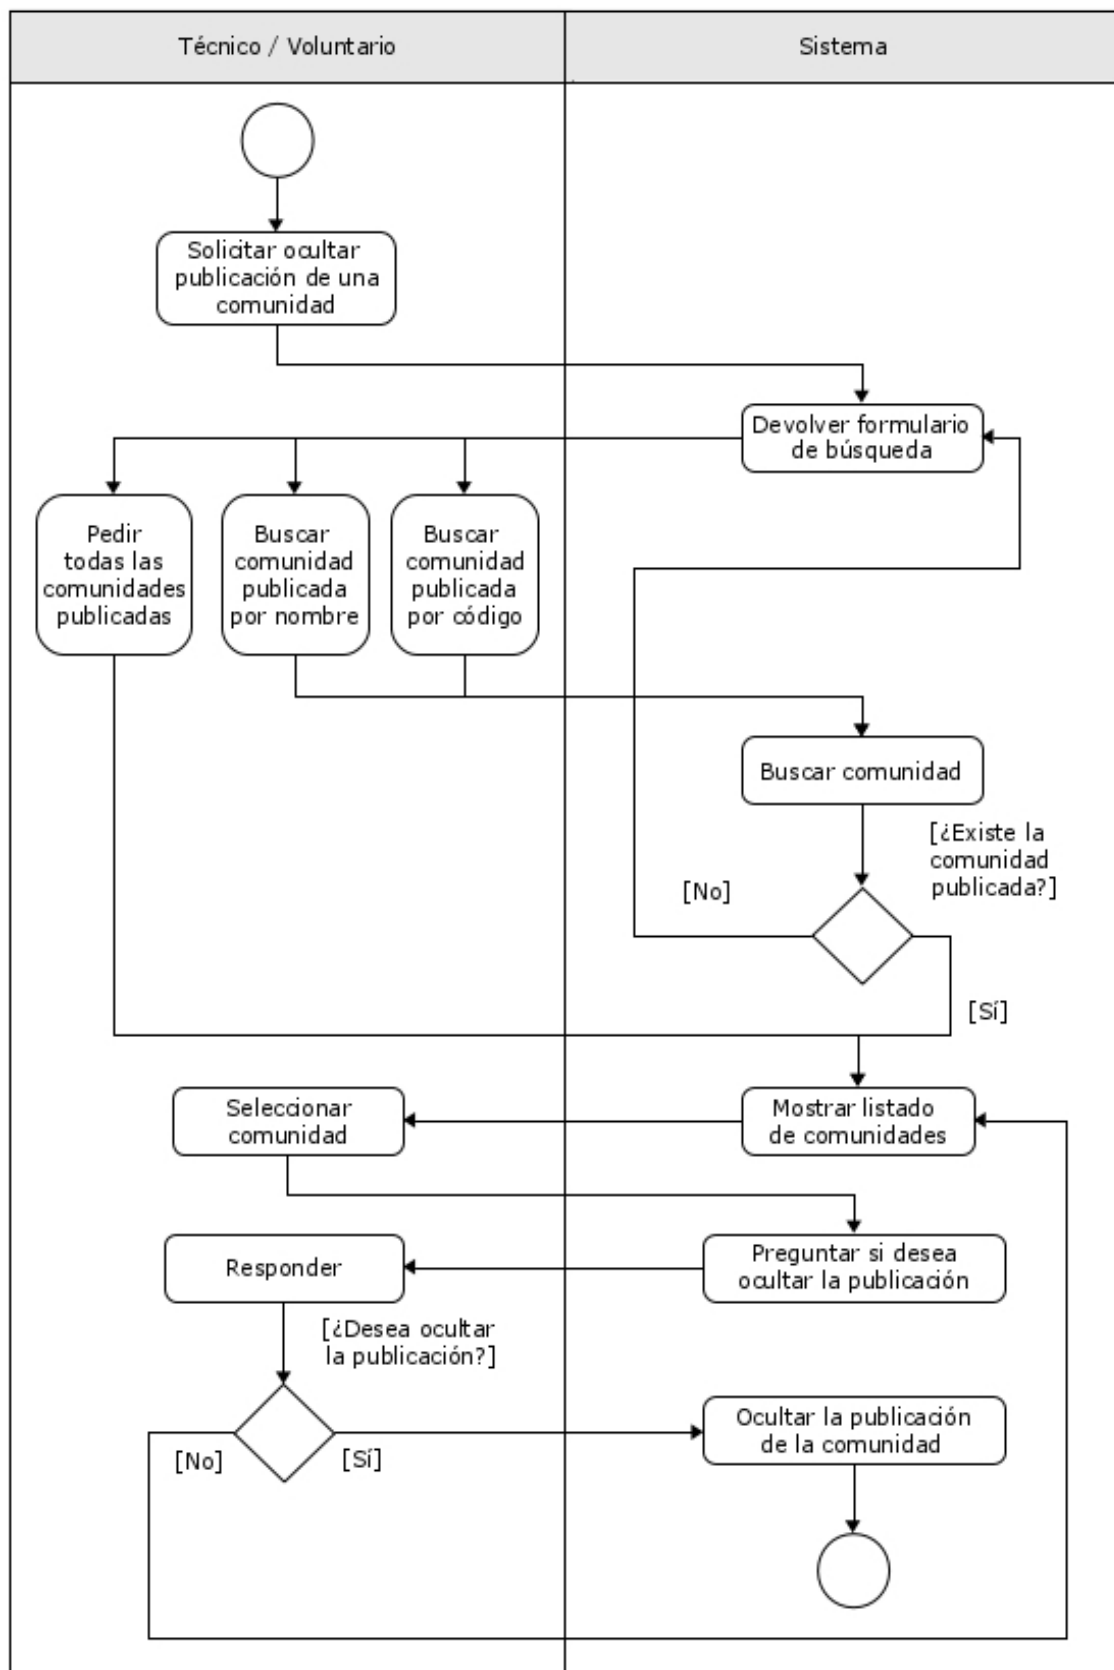 Técnico / Voluntario
Sistema
Solicitar ocultar
publicación de una
comunidad
Devolver formulario
de búsqueda
Pedir
todas las
comunidades
publicadas
Buscar
comunidad
publicada
por nombre
Buscar
comunidad
publicada
por código
Buscar comunidad
[¿Existe la
comunidad
publicada?]
[No]
[Sí]
Seleccionar
comunidad
Mostrar listado
de comunidades
Responder
Preguntar si desea
ocultar la publicación
[¿Desea ocultar
la publicación?]
Ocultar la publicación
de la comunidad
[No]
[Sí]